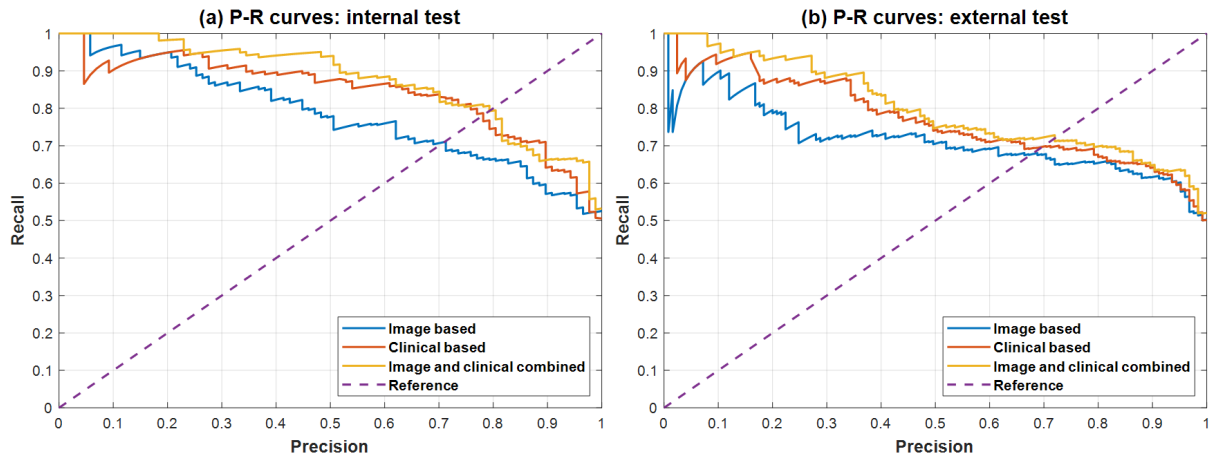 (a) P-R curves: internal test
1
0.9
0.8
0.7
0.6
0.5
0.4
0.3
0.2
0.1
0
Recall
Image based
Clinical based
Image and clinical combined
Reference
0 0.1 0.2 0.3 0.4 0.5 0.6 0.7 0.8 0.9 1
Precision
(b) P-R curves: external test
1
0.9
0.8
0.7
0.6
0.5
0.4
0.3
0.2
0.1
0
Recall
Image based
Clinical based
Image and clinical combined
Reference
0 0.1 0.2 0.3 0.4 0.5 0.6 0.7 0.8 0.9 1
Precision